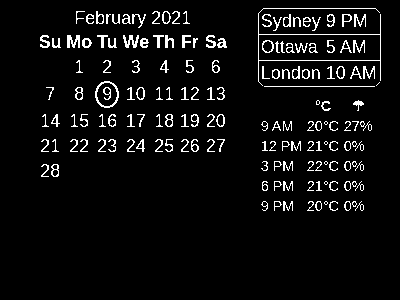 February 2021
Su Mo Tu We Th Fr Sa
1 2 3 4 5 6
7 8 9 10 11 12 13
14 15 16 17 18 19 20
21 22 23 24 25 26 27
28
Sydney 9 PM
Ottawa 5 AM
London 10 AM
°C ☂
9 AM 20°C 27%
12 PM 21°C 0%
3 PM 22°C 0%
6 PM 21°C 0%
9 PM 20°C 0%